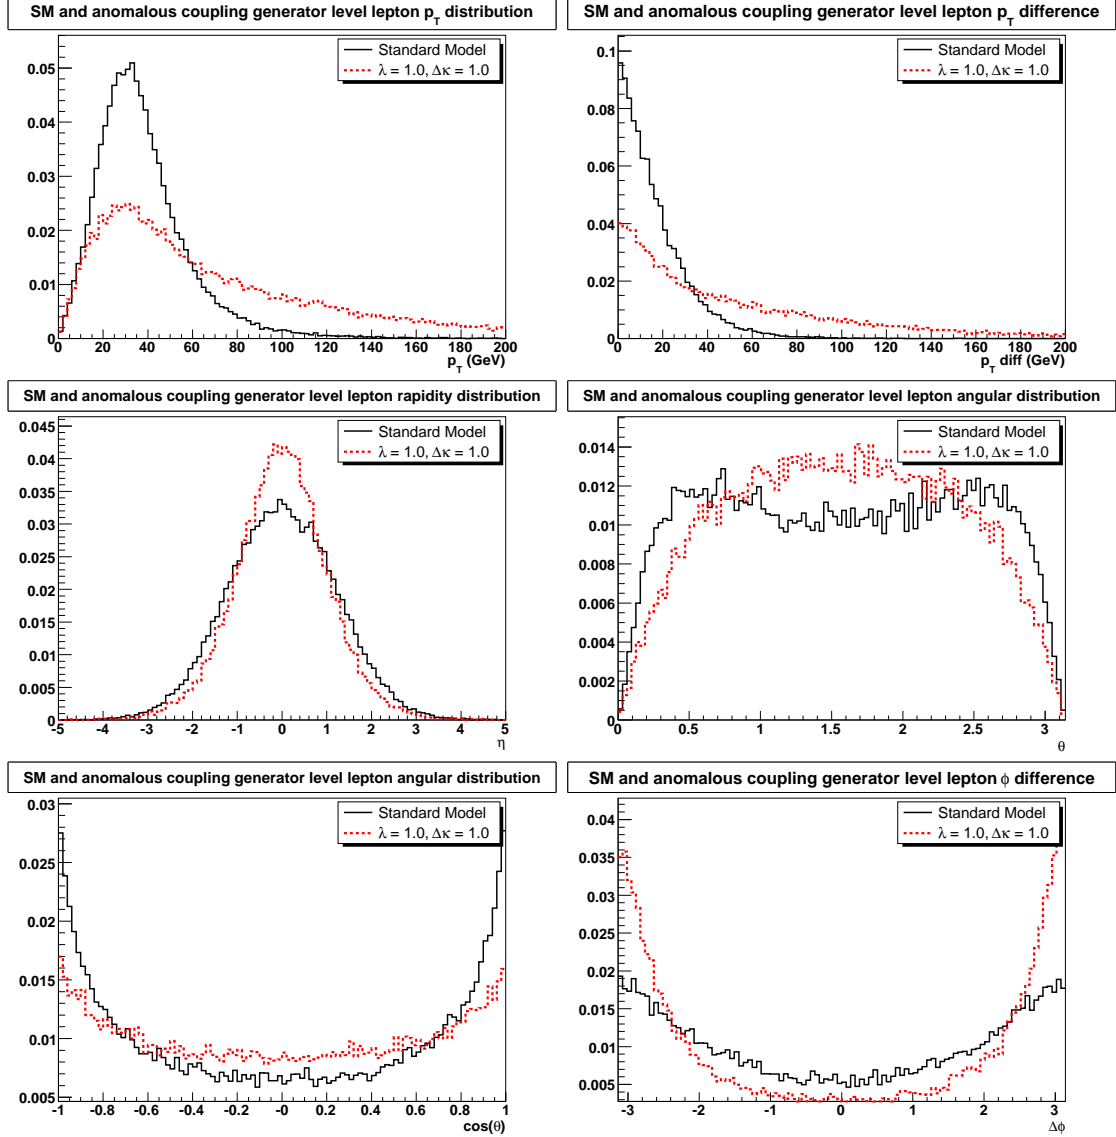 SM and anomalous coupling generator level lepton p_T distribution
Standard Model
λ = 1.0, Δκ = 1.0
0.05
0.04
0.03
0.02
0.01
0
0 20 40 60 80 100 120 140 160 180 200
p_T (GeV)
SM and anomalous coupling generator level lepton p_T difference
Standard Model
λ = 1.0, Δκ = 1.0
0.1
0.08
0.06
0.04
0.02
0
0 20 40 60 80 100 120 140 160 180 200
p_T diff (GeV)
SM and anomalous coupling generator level lepton rapidity distribution
Standard Model
λ = 1.0, Δκ = 1.0
0.045
0.04
0.035
0.03
0.025
0.02
0.015
0.01
0.005
0
-5 -4 -3 -2 -1 0 1 2 3 4 5
η
SM and anomalous coupling generator level lepton angular distribution
Standard Model
λ = 1.0, Δκ = 1.0
0.014
0.012
0.01
0.008
0.006
0.004
0.002
0
0 0.5 1 1.5 2 2.5 3
θ
SM and anomalous coupling generator level lepton angular distribution
Standard Model
λ = 1.0, Δκ = 1.0
0.03
0.025
0.02
0.015
0.01
0.005
-1 -0.8 -0.6 -0.4 -0.2 -0 0.2 0.4 0.6 0.8 1
cos(θ)
SM and anomalous coupling generator level lepton ϕ difference
Standard Model
λ = 1.0, Δκ = 1.0
0.04
0.035
0.03
0.025
0.02
0.015
0.01
0.005
-3 -2 -1 0 1 2 3
Δϕ